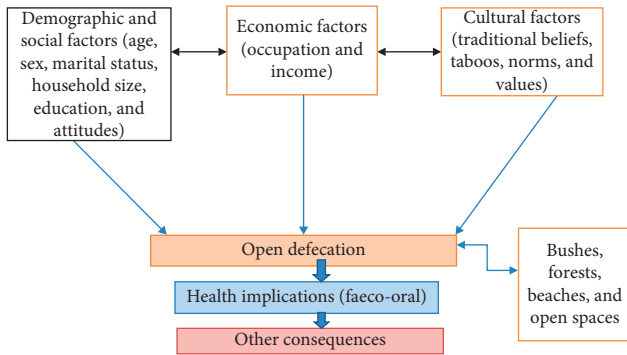 Demographic and
social factors (age,
sex, marital status,
household size,
education, and
attitudes)
Economic factors
(occupation and
income)
Cultural factors
(traditional beliefs,
taboos, norms, and
values)
Open defecation
Bushes,
forests,
beaches, and
open spaces
Health implications (faeco-oral)
Other consequences